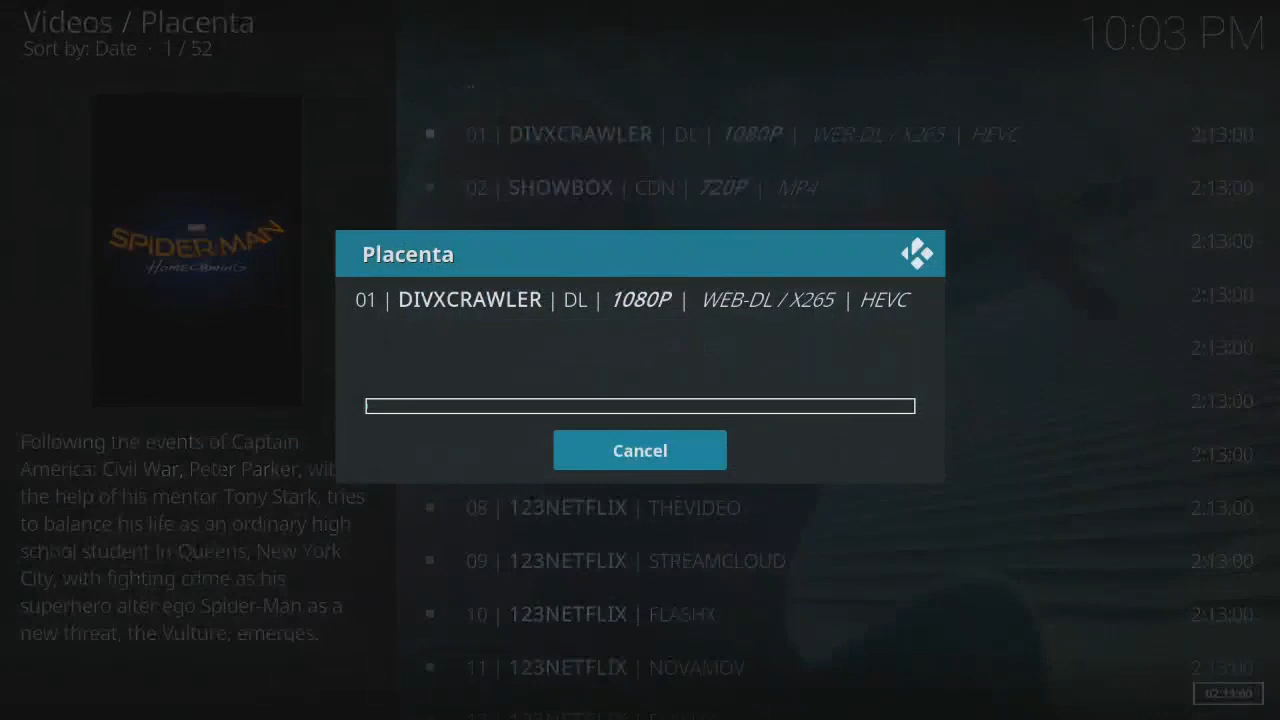 Videos / Placenta
Sort by: Date · 1 / 52
10:03 PM
..
01 | DIVXCRAWLER | DL | 1080P | WEB-DL / X265 | HEVC 2:13:00
02 | SHOWBOX | CDN | 720P | MP4 2:13:00
2:13:00
2:13:00
2:13:00
2:13:00
2:13:00
SPIDER-MAN
HOMECOMING
Placenta
01 | DIVXCRAWLER | DL | 1080P | WEB-DL / X265 | HEVC
Cancel
Following the events of Captain
America: Civil War, Peter Parker, with
the help of his mentor Tony Stark, tries
to balance his life as an ordinary high
school student in Queens, New York
City, with fighting crime as his
superhero alter ego Spider-Man as a
new threat, the Vulture, emerges.
08 | 123NETFLIX | THEVIDEO 2:13:00
09 | 123NETFLIX | STREAMCLOUD 2:13:00
10 | 123NETFLIX | FLASHX 2:13:00
11 | 123NETFLIX | NOVAMOV 2:13:00
02:13:00